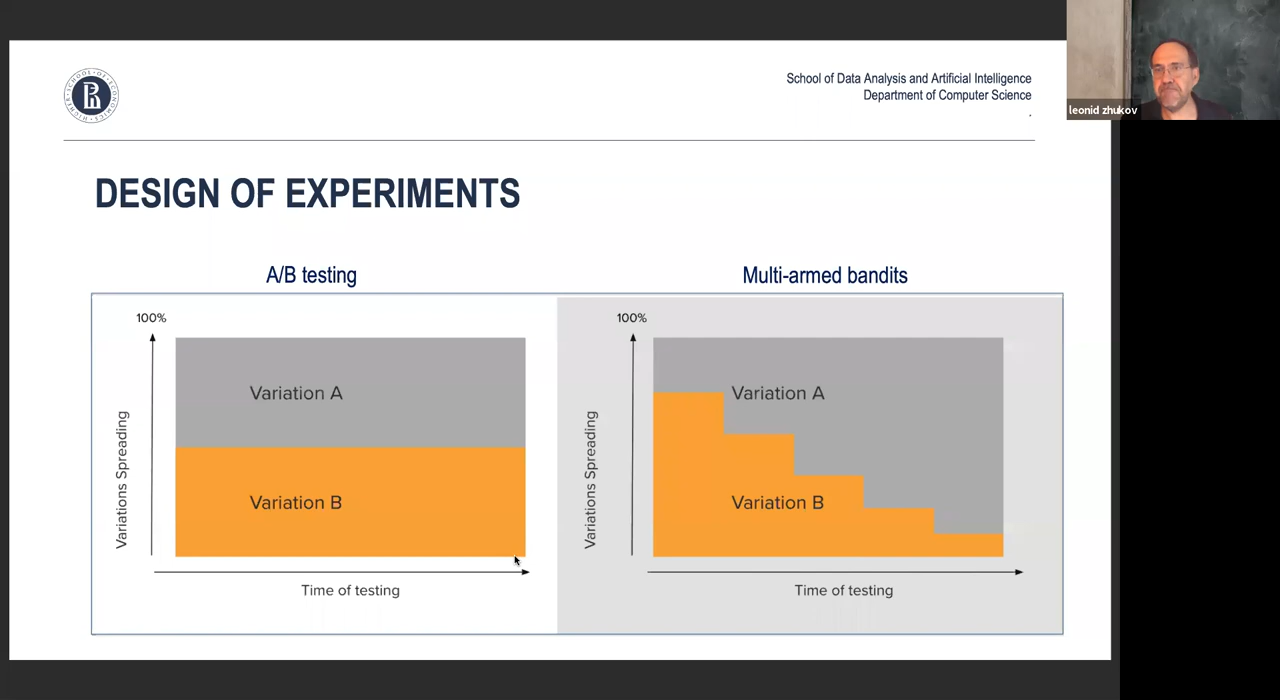 School of Data Analysis and Artificial Intelligence
Department of Computer Science
.
leonid zhukov
DESIGN OF EXPERIMENTS
A/B testing
100%
Variations Spreading
Variation A
Variation B
Time of testing
Multi-armed bandits
100%
Variations Spreading
Variation A
Variation B
Time of testing